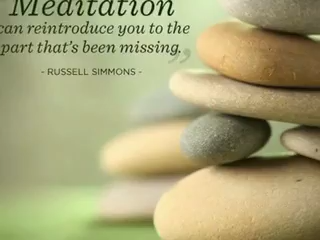 Meditation
can reintroduce you to the
part that's been missing.”
- RUSSELL SIMMONS -